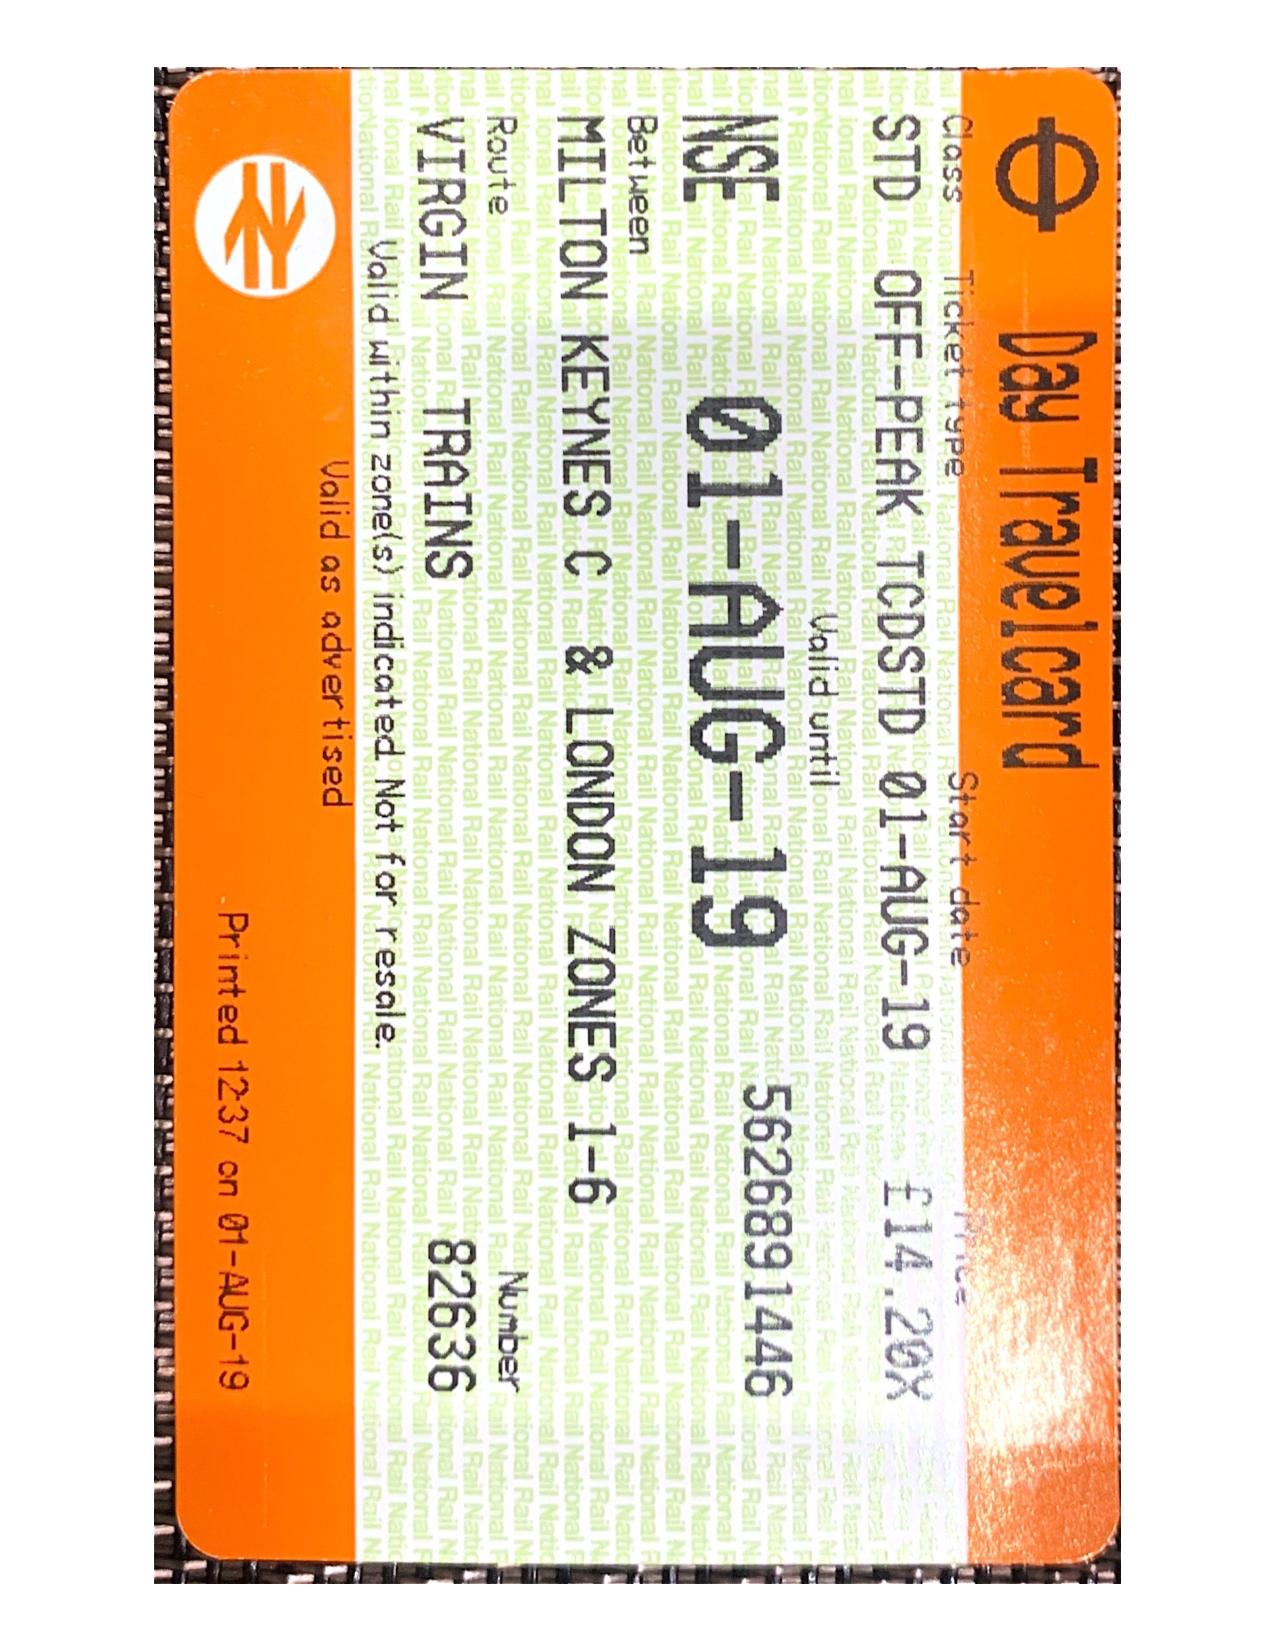 Day Travelcard
Class Ticket type Start date Price
STD OFF-PEAK TCDSTD 01-AUG-19 £14.20X
Valid until
NSE 01-AUG-19 5626891446
Between
MILTON KEYNES C & LONDON ZONES 1-6
Route Number
VIRGIN TRAINS 82636
Valid within zone(s) indicated. Not for resale.
Valid as advertised
Printed 12:37 on 01-AUG-19